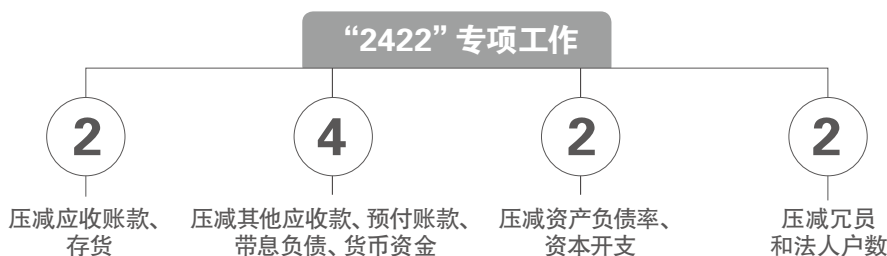 “2422”专项工作
2
4
2
2
压减应收账款、
存货
压减其他应收款、预付账款、
带息负债、货币资金
压减资产负债率、
资本开支
压减冗员
和法人户数